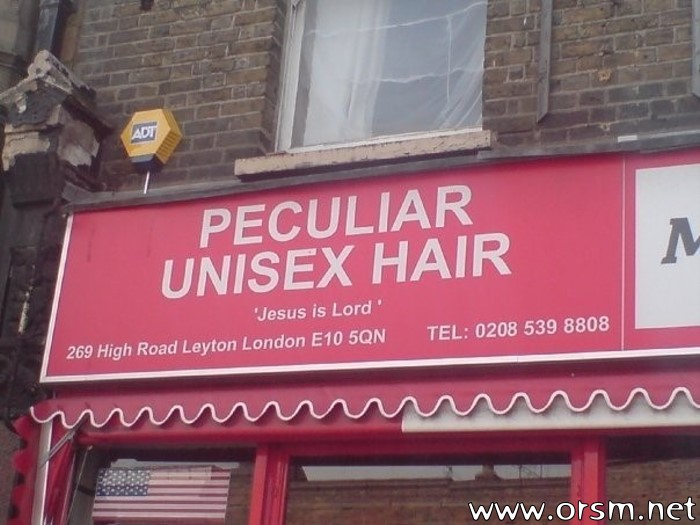 ADT
PECULIAR
UNISEX HAIR
'Jesus is Lord '
269 High Road Leyton London E10 5QN
TEL: 0208 539 8808
M
www.orsm.net